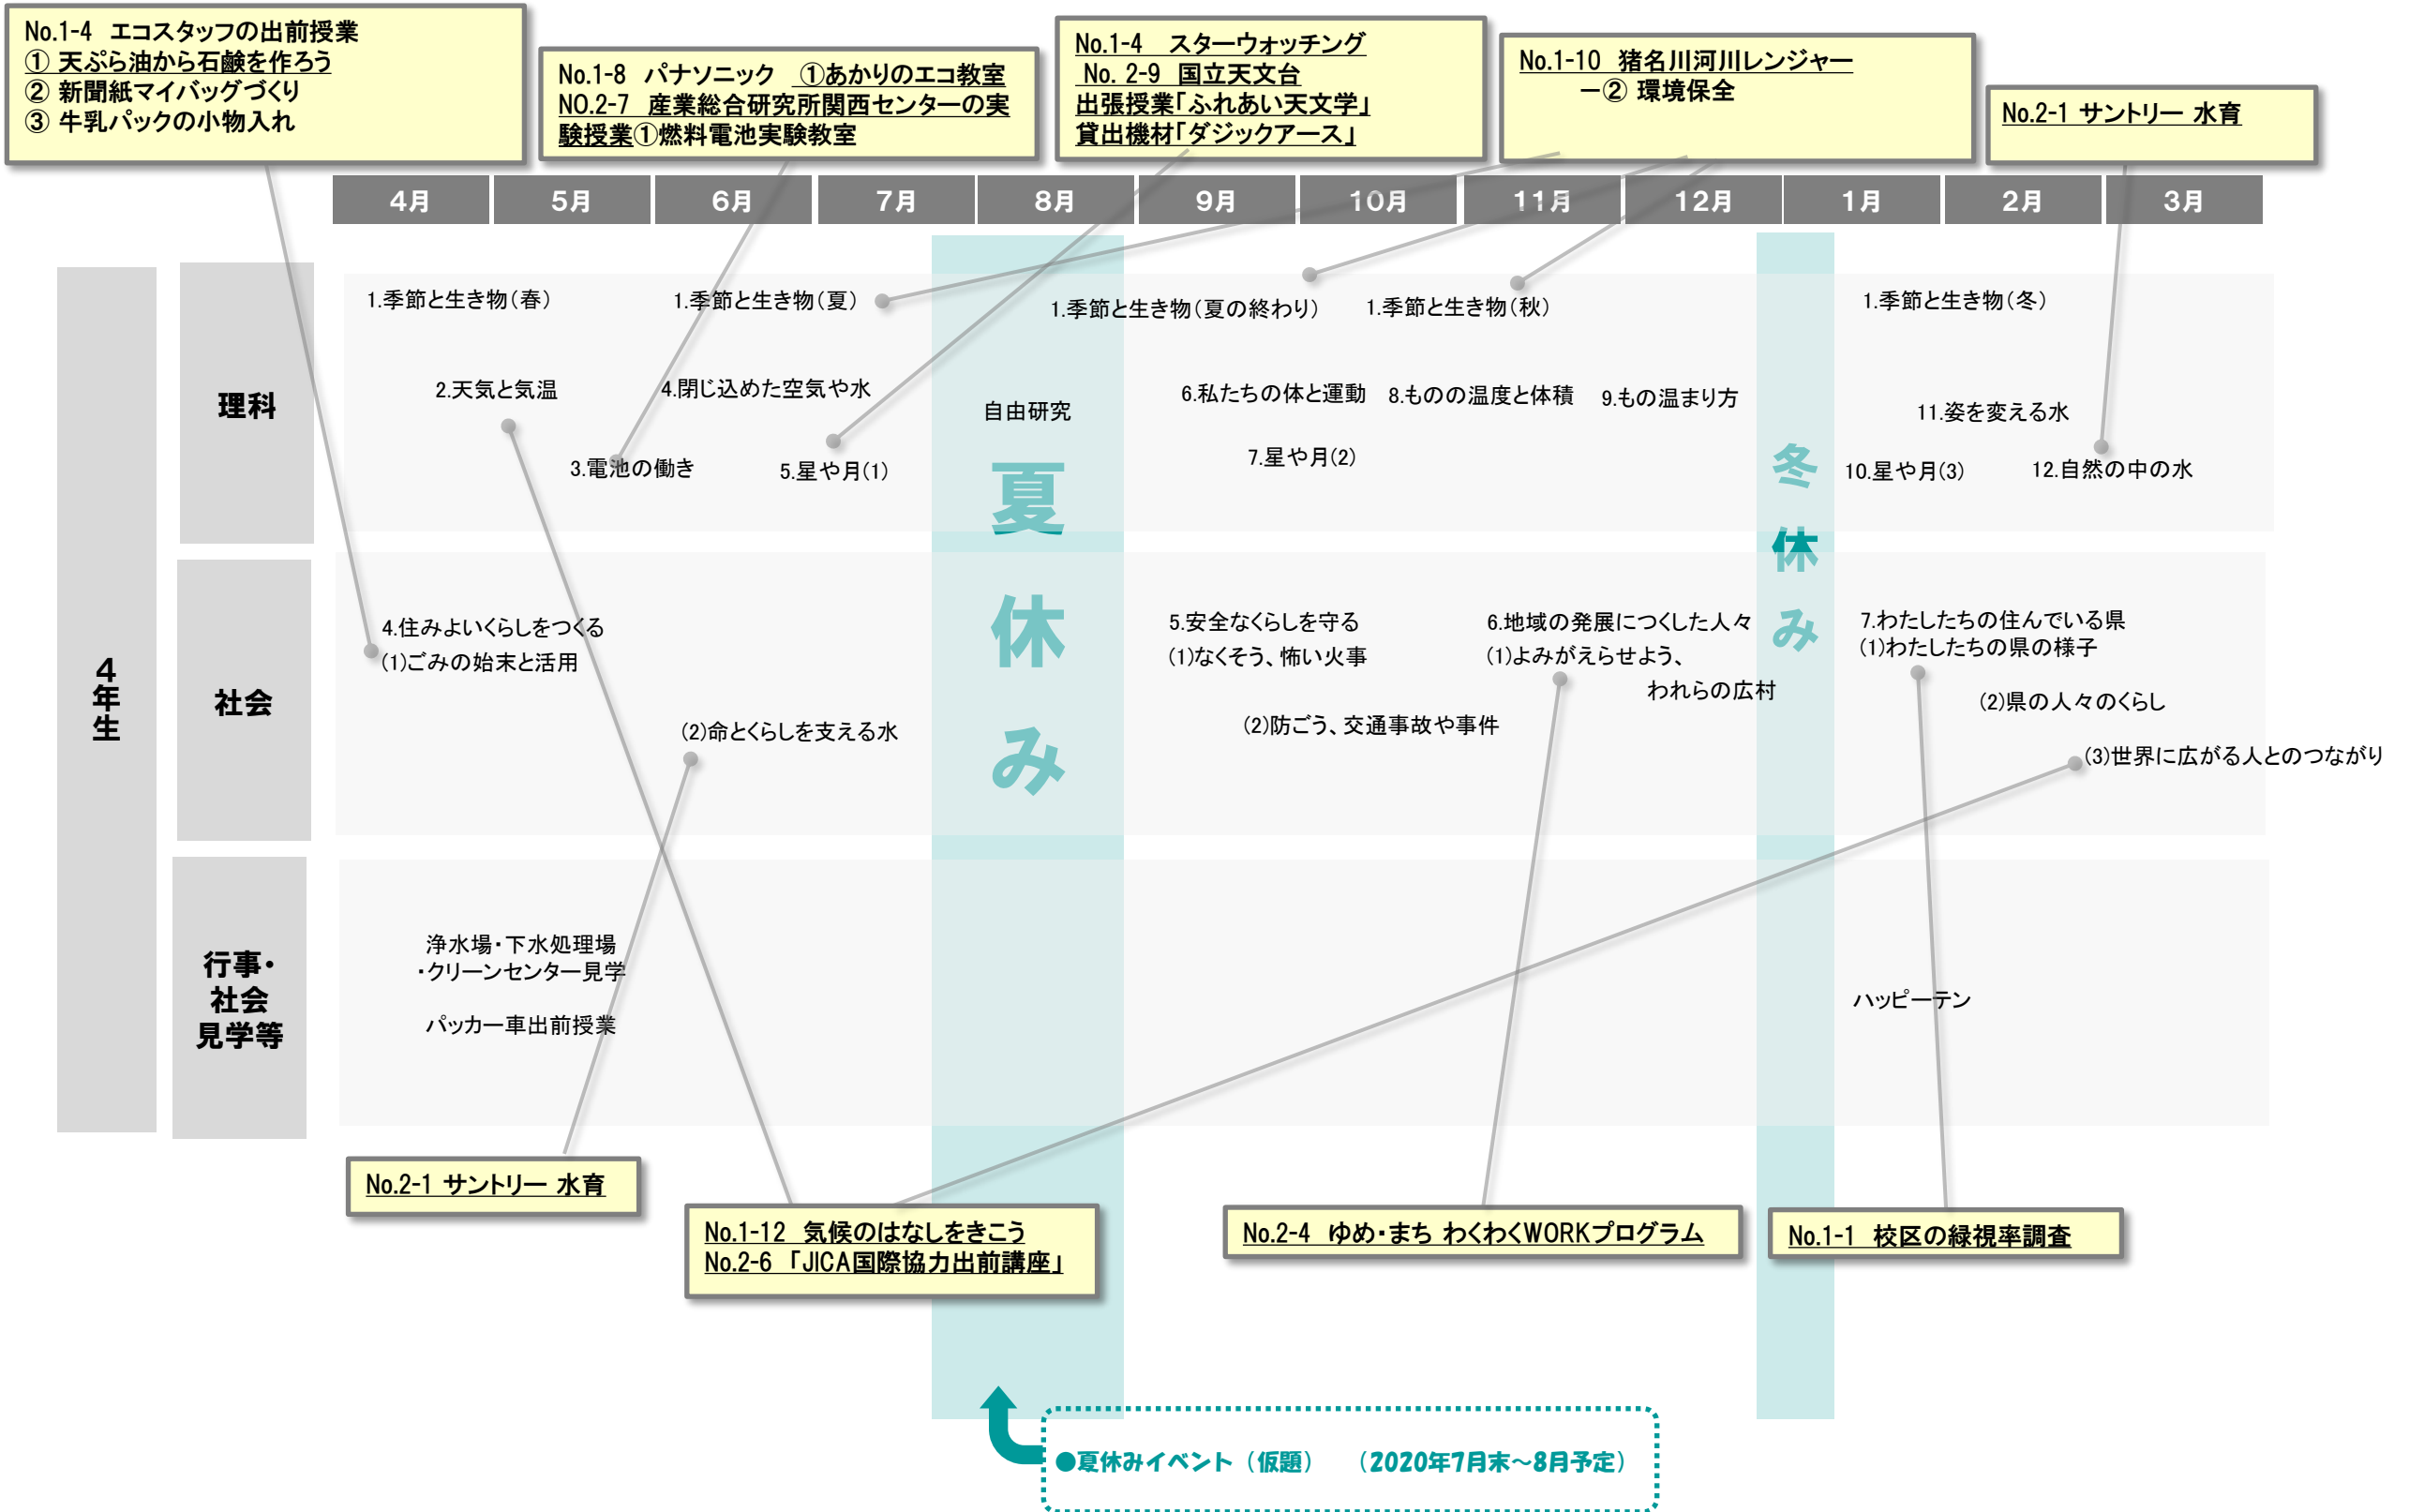 No.1-4 エコスタッフの出前授業
① 天ぷら油から石鹸を作ろう
② 新聞紙マイバッグづくり
③ 牛乳パックの小物入れ
No.1-8 パナソニック ①あかりのエコ教室
NO.2-7 産業総合研究所関西センターの実
験授業①燃料電池実験教室
No.1-4 スターウォッチング
No. 2-9 国立天文台
出張授業「ふれあい天文学」
貸出機材「ダジックアース」
No.1-10 猪名川河川レンジャー
－② 環境保全
No.2-1 サントリー 水育
4月 5月 6月 7月 8月 9月 10月 11月 12月 1月 2月 3月
4年生
理科
1.季節と生き物(春)
1.季節と生き物(夏)
1.季節と生き物(夏の終わり)
1.季節と生き物(秋)
1.季節と生き物(冬)
2.天気と気温
4.閉じ込めた空気や水
自由研究
6.私たちの体と運動
8.ものの温度と体積
9.もの温まり方
11.姿を変える水
3.電池の働き
5.星や月(1)
7.星や月(2)
10.星や月(3)
12.自然の中の水
夏休み
冬休み
社会
4.住みよいくらしをつくる
(1)ごみの始末と活用
(2)命とくらしを支える水
5.安全なくらしを守る
(1)なくそう、怖い火事
(2)防ごう、交通事故や事件
6.地域の発展につくした人々
(1)よみがえらせよう、
われらの広村
7.わたしたちの住んでいる県
(1)わたしたちの県の様子
(2)県の人々のくらし
(3)世界に広がる人とのつながり
行事・
社会
見学等
浄水場・下水処理場
・クリーンセンター見学
パッカー車出前授業
ハッピーテン
No.2-1 サントリー 水育
No.1-12 気候のはなしをきこう
No.2-6 「JICA国際協力出前講座」
No.2-4 ゆめ・まち わくわくWORKプログラム
No.1-1 校区の緑視率調査
●夏休みイベント（仮題） （2020年7月末～8月予定）